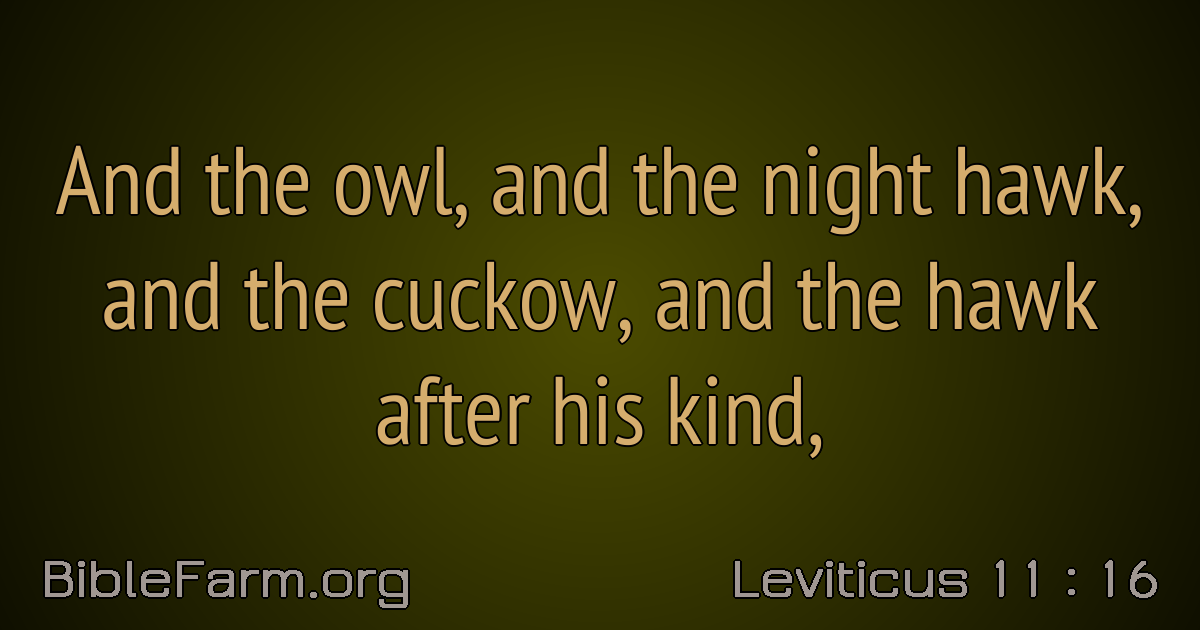 And the owl, and the night hawk,
and the cuckow, and the hawk
after his kind,
BibleFarm.org
Leviticus 11 : 16